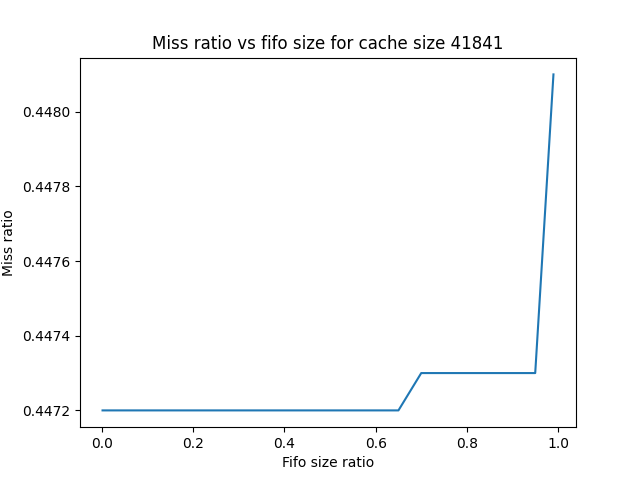 Miss ratio vs fifo size for cache size 41841
0.4480
0.4478
0.4476
0.4474
0.4472
Miss ratio
0.0 0.2 0.4 0.6 0.8 1.0
Fifo size ratio